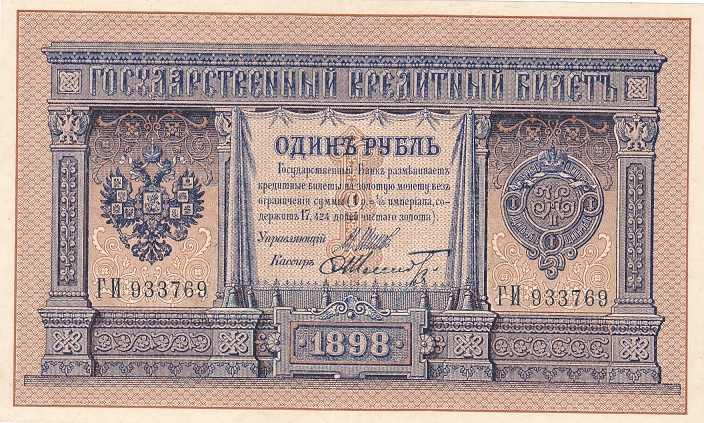 ГОСУДАРСТВЕННЫЙ КРЕДИТНЫЙ БИЛЕТЪ
ОДИНЪ РУБЛЬ
Государственный Банкъ размѣниваетъ
кредитные билеты на золотую монету безъ
ограниченія суммы (1 р. = 1/15 имперіала, со-
держитъ 17,424 долей чистаго золота).
Управляющій
Кассиръ
ГИ 933769
ГИ 933769
1898